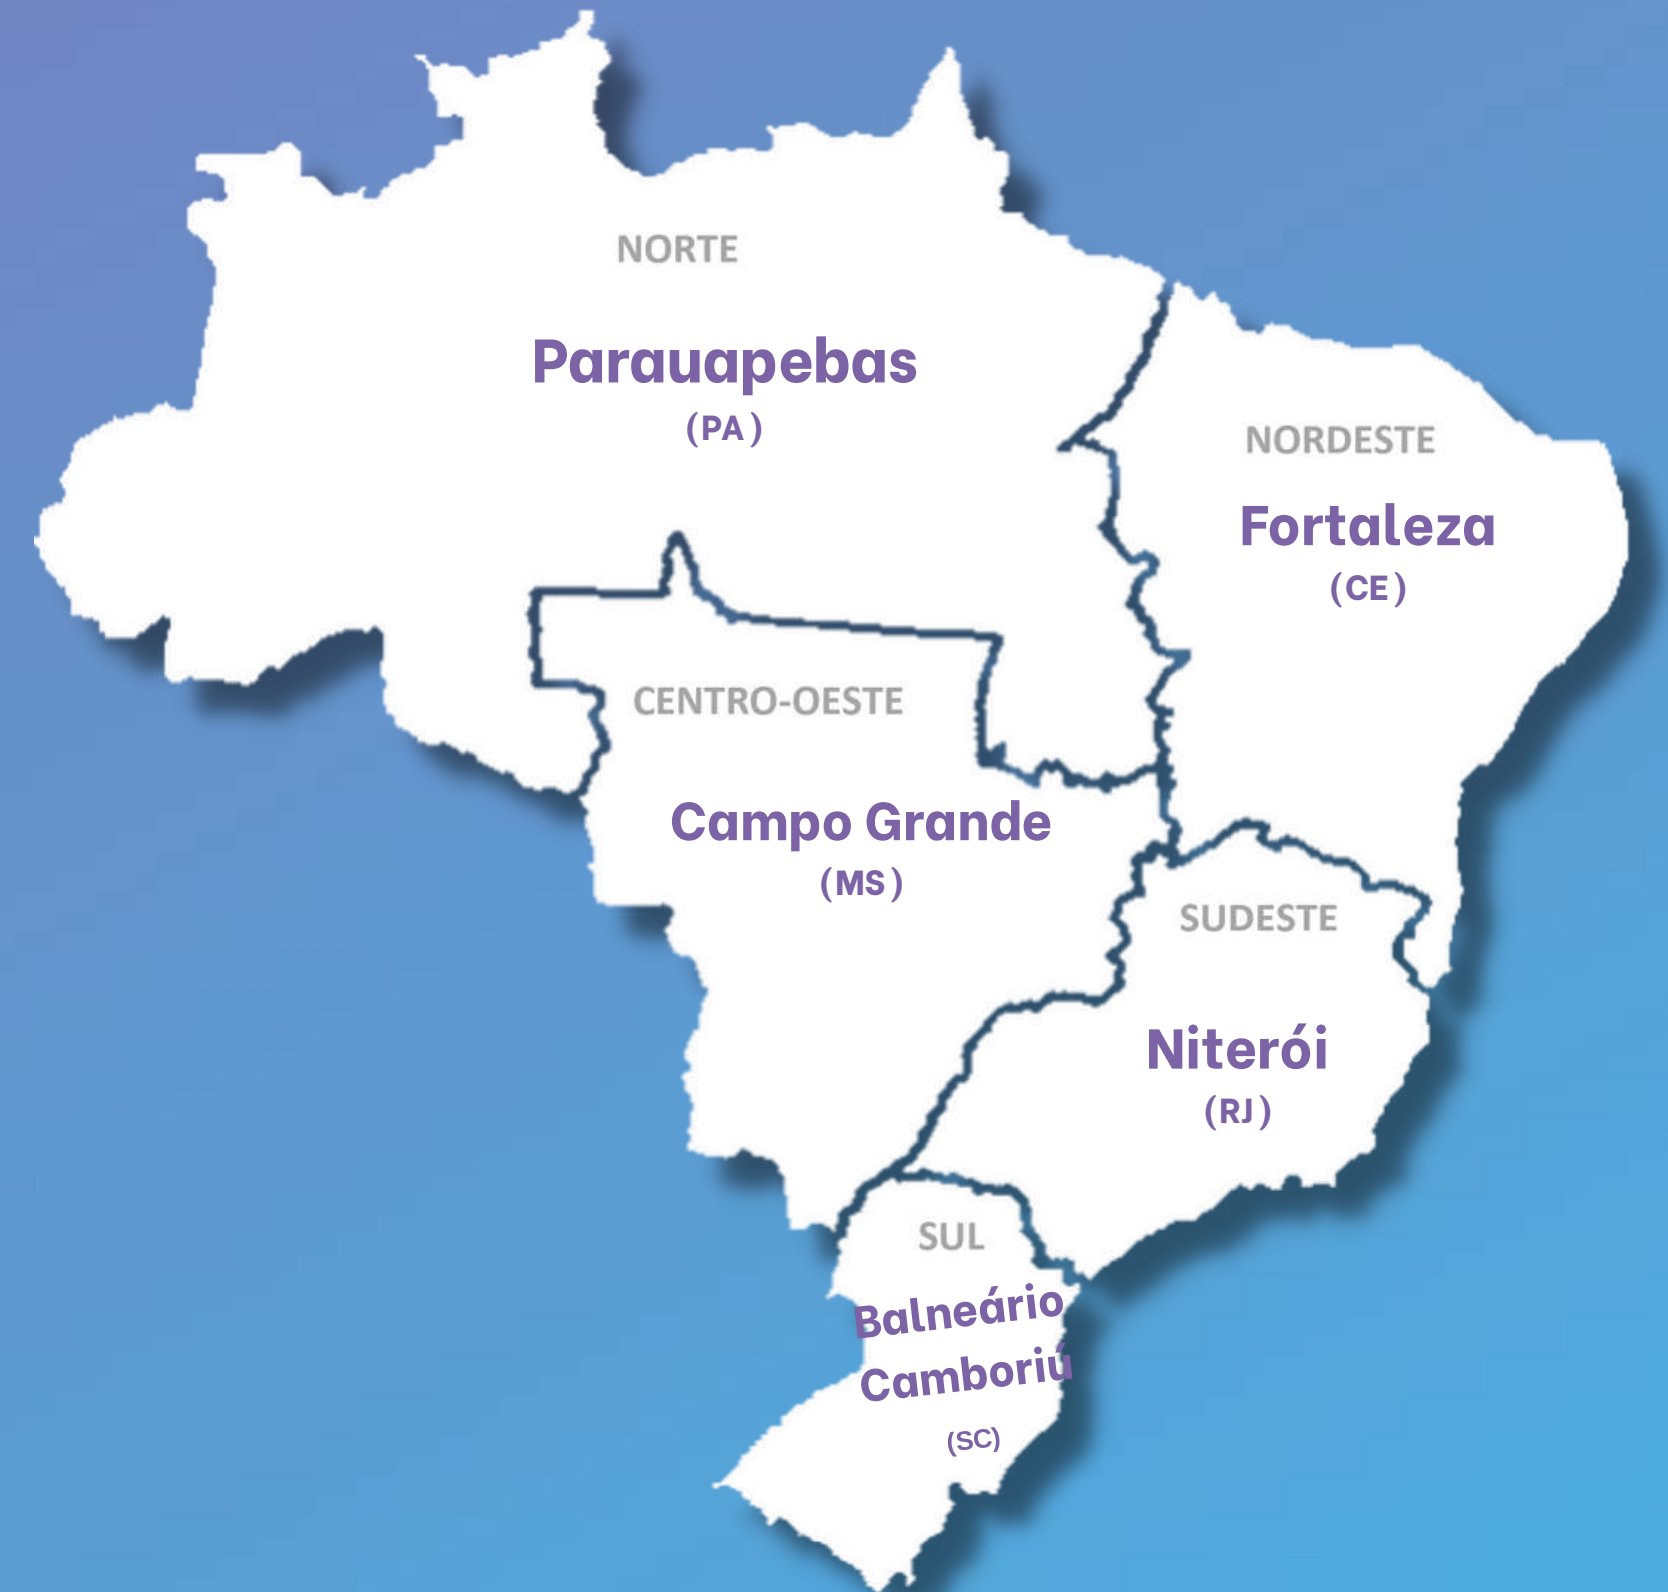 NORTE
Parauapebas
(PA)
NORDESTE
Fortaleza
(CE)
CENTRO-OESTE
Campo Grande
(MS)
SUDESTE
Niterói
(RJ)
SUL
Balneário
Camboriú
(SC)